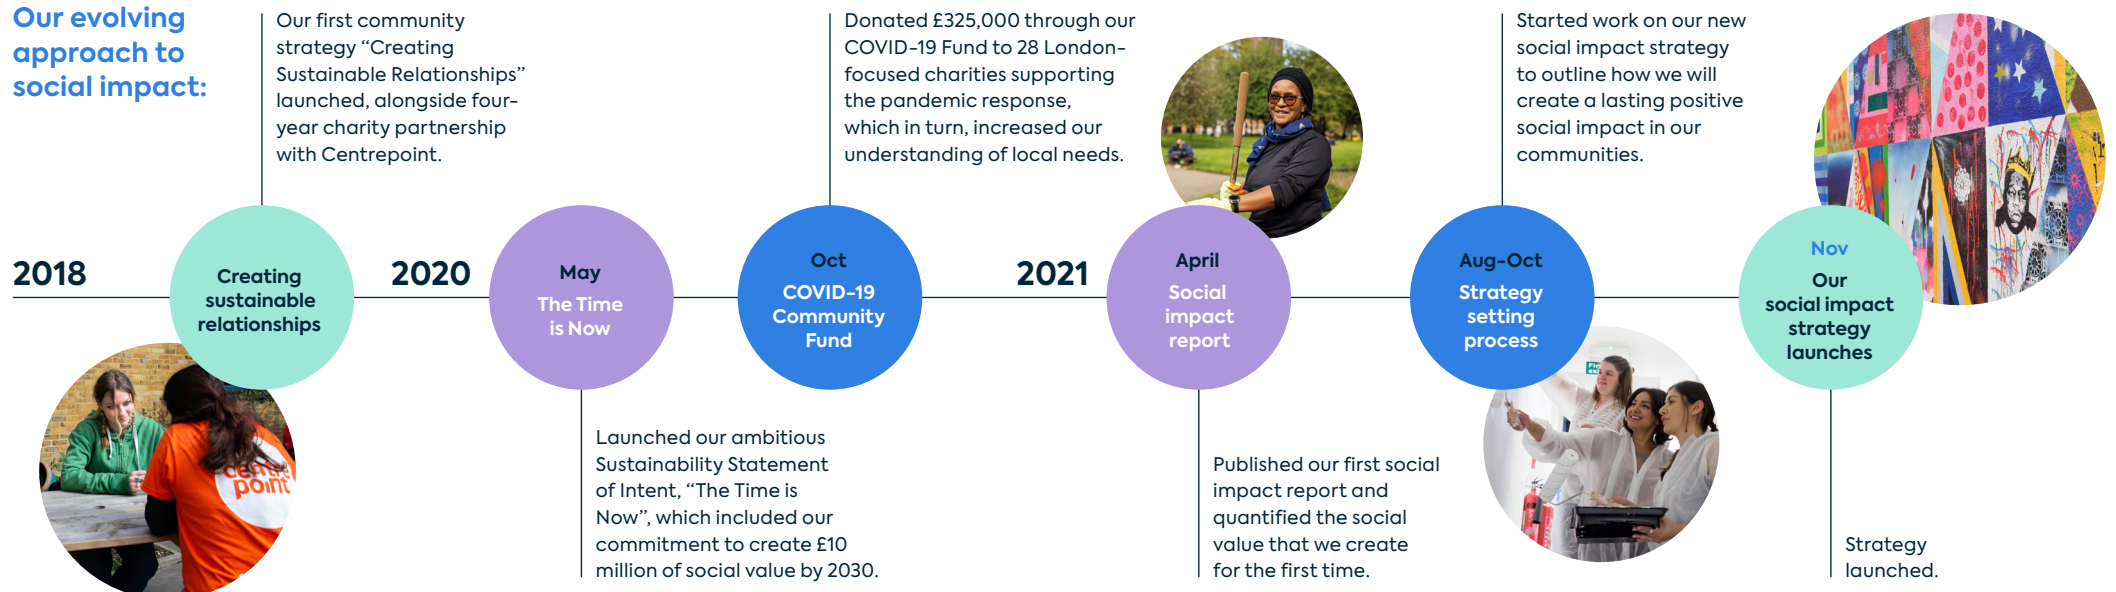 Our evolving
approach to
social impact:
2018
Creating
sustainable
relationships
Our first community
strategy “Creating
Sustainable Relationships”
launched, alongside four-
year charity partnership
with Centrepoint.
centre
point
2020
May
The Time
is Now
Launched our ambitious
Sustainability Statement
of Intent, “The Time is
Now”, which included our
commitment to create £10
million of social value by 2030.
Oct
COVID-19
Community
Fund
Donated £325,000 through our
COVID-19 Fund to 28 London-
focused charities supporting
the pandemic response,
which in turn, increased our
understanding of local needs.
2021
April
Social
impact
report
Published our first social
impact report and
quantified the social
value that we create
for the first time.
Aug-Oct
Strategy
setting
process
Started work on our new
social impact strategy
to outline how we will
create a lasting positive
social impact in our
communities.
Nov
Our
social impact
strategy
launches
Strategy
launched.